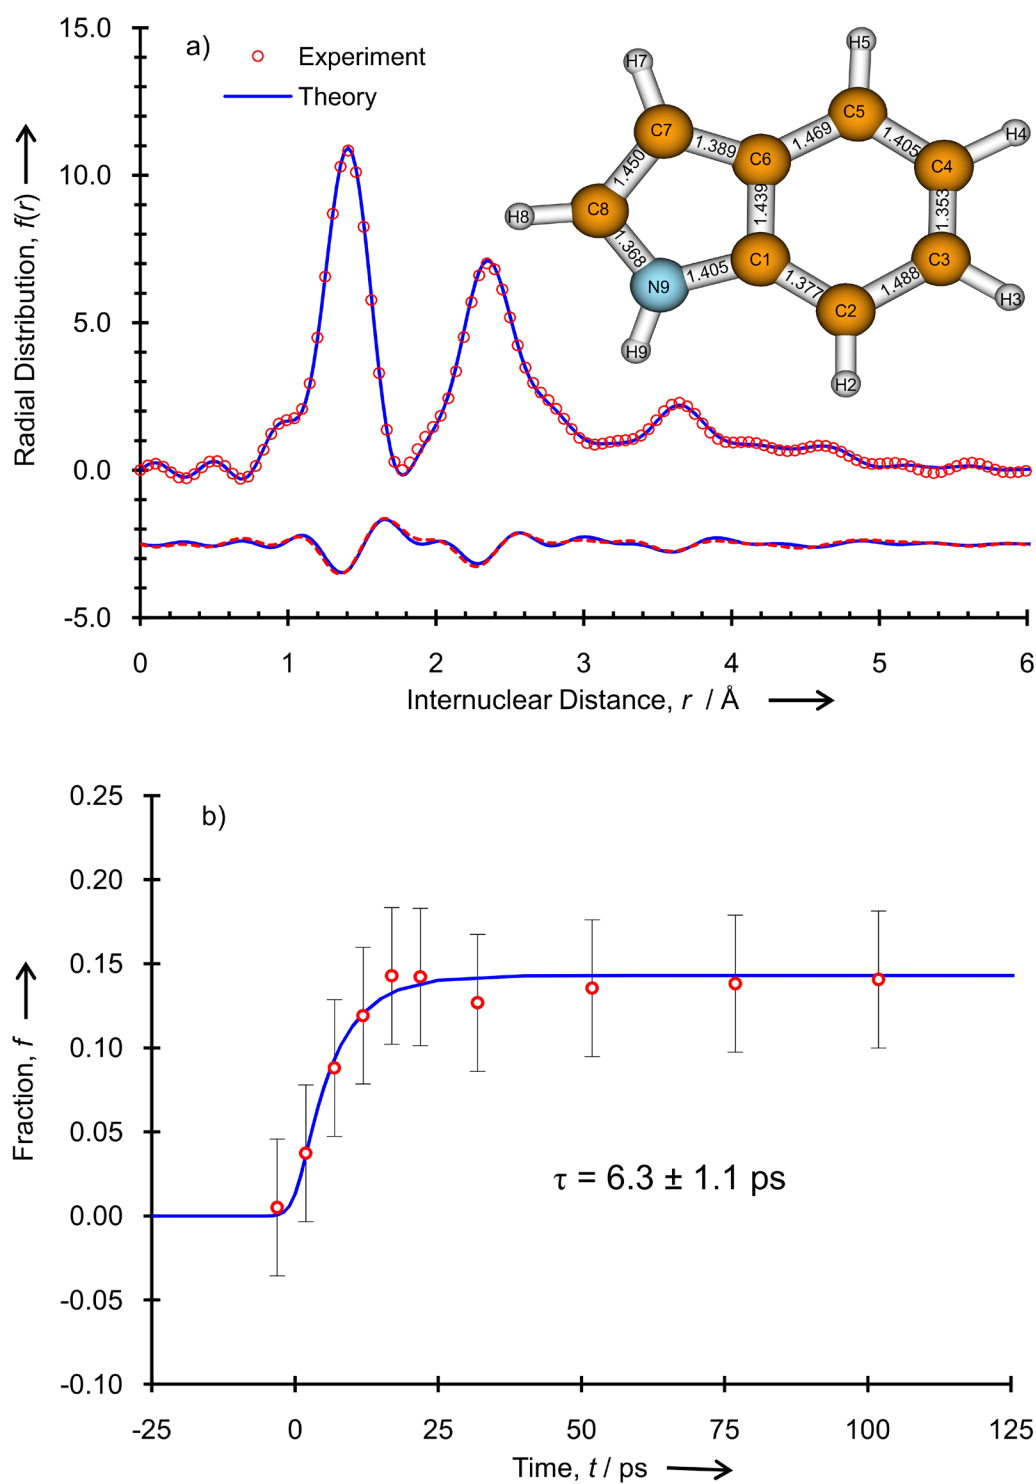 15.0
10.0
5.0
0.0
-5.0
Radial Distribution, f(r)
a)
Experiment
Theory
H5
H7
C5
H4
C7
1.469
1.405
1.389
C6
C4
1.450
1.439
1.353
C8
H8
1.368
C1
C3
1.405
N9
1.377
1.488
H3
C2
H9
H2
0 1 2 3 4 5 6
Internuclear Distance, r / Å
0.25
0.20
0.15
0.10
0.05
0.00
-0.05
-0.10
Fraction, f
b)
τ = 6.3 ± 1.1 ps
-25 0 25 50 75 100 125
Time, t / ps